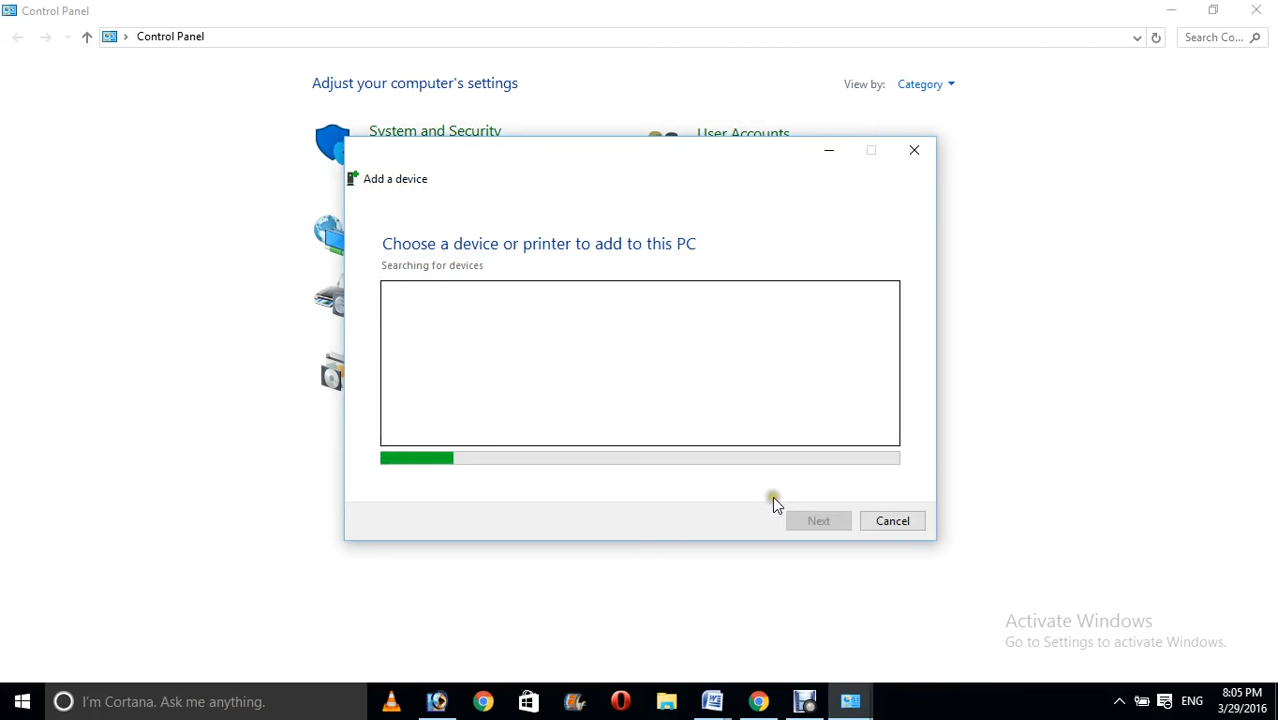 Control Panel
Control Panel
Search Co...
Adjust your computer's settings
View by: Category
System and Security
User Accounts
Add a device
Choose a device or printer to add to this PC
Searching for devices
Next
Cancel
Activate Windows
Go to Settings to activate Windows.
I'm Cortana. Ask me anything.
ENG
8:05 PM
3/29/2016